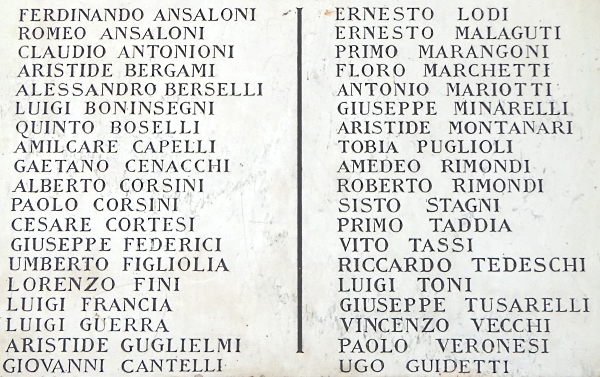 FERDINANDO ANSALONI
ROMEO ANSALONI
CLAUDIO ANTONIONI
ARISTIDE BERGAMI
ALESSANDRO BERSELLI
LUIGI BONINSEGNI
QUINTO BOSELLI
AMILCARE CAPELLI
GAETANO CENACCHI
ALBERTO CORSINI
PAOLO CORSINI
CESARE CORTESI
GIUSEPPE FEDERICI
UMBERTO FIGLIOLIA
LORENZO FINI
LUIGI FRANCIA
LUIGI GUERRA
ARISTIDE GUGLIELMI
GIOVANNI CANTELLI
ERNESTO LODI
ERNESTO MALAGUTI
PRIMO MARANGONI
FLORO MARCHETTI
ANTONIO MARIOTTI
GIUSEPPE MINARELLI
ARISTIDE MONTANARI
TOBIA PUGLIOLI
AMEDEO RIMONDI
ROBERTO RIMONDI
SISTO STAGNI
PRIMO TADDIA
VITO TASSI
RICCARDO TEDESCHI
LUIGI TONI
GIUSEPPE TUSARELLI
VINCENZO VECCHI
PAOLO VERONESI
UGO GUIDETTI